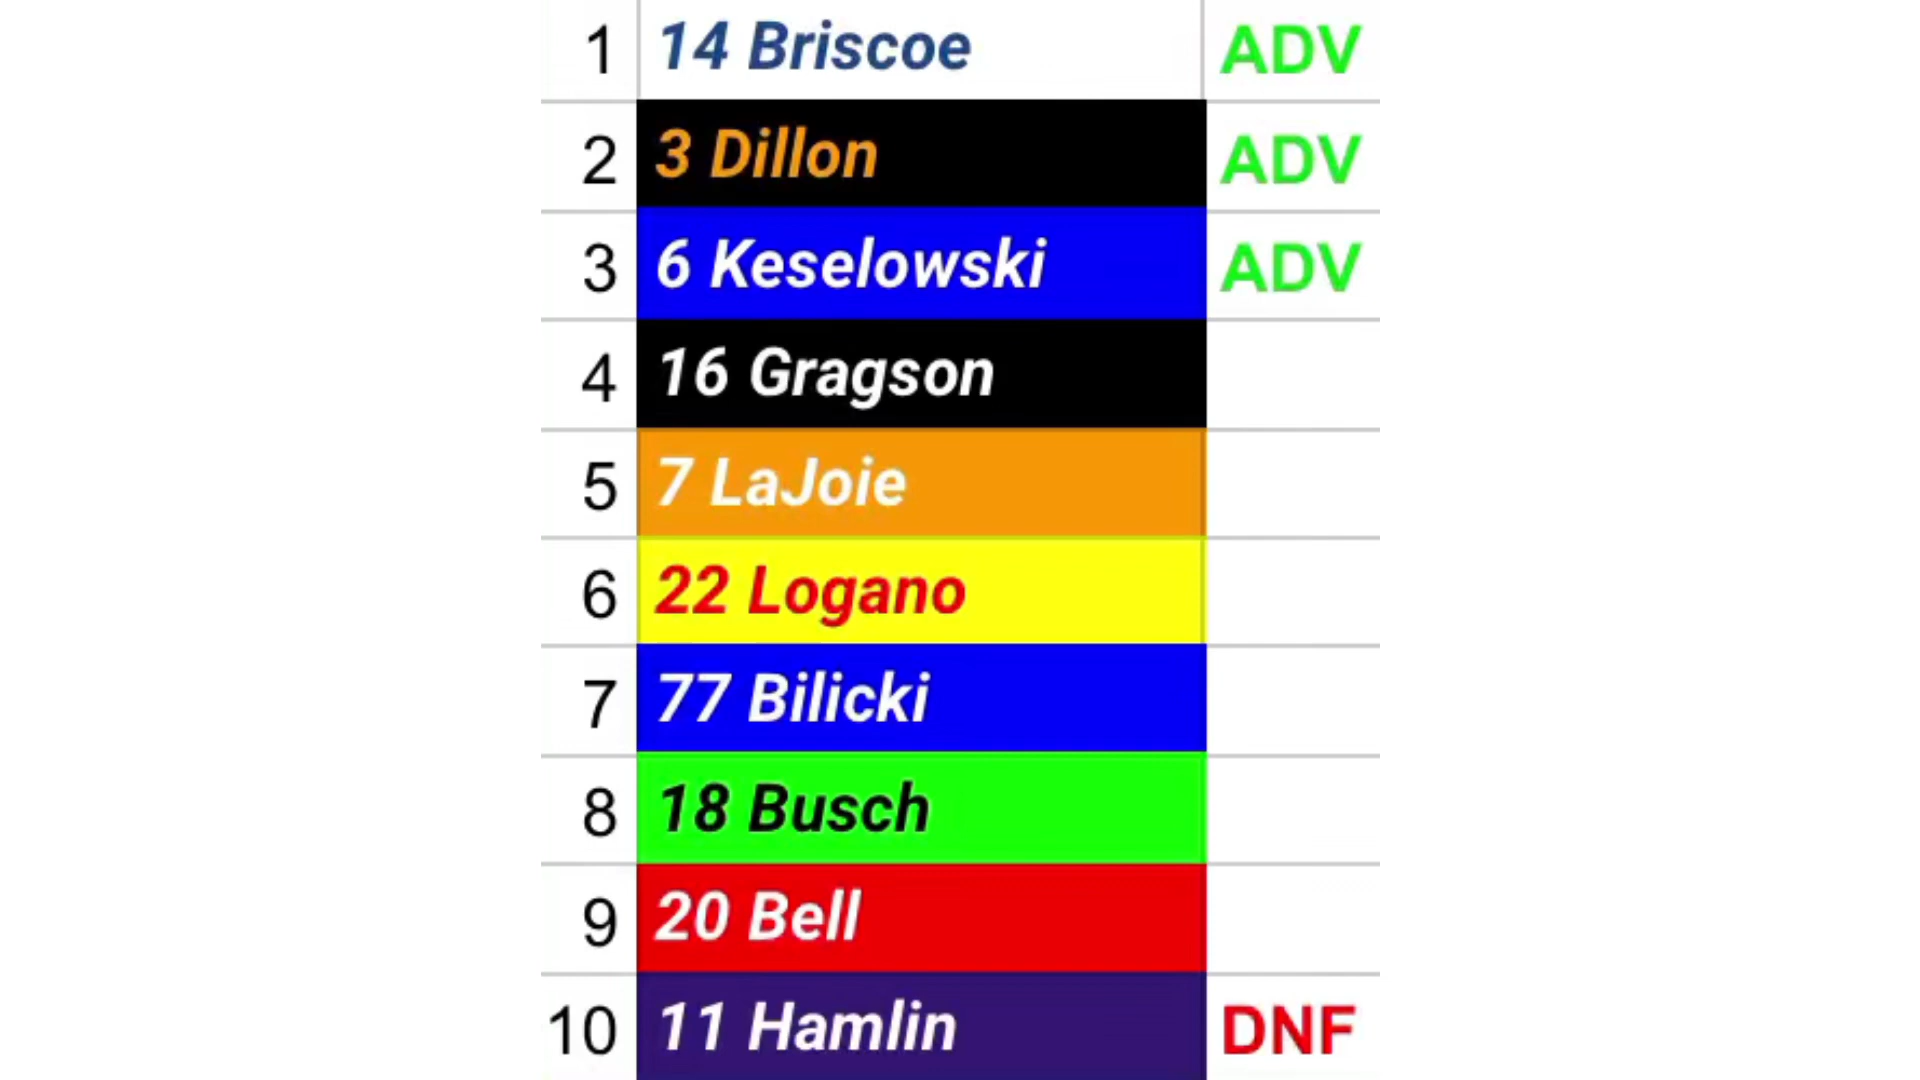 1 14 Briscoe ADV
2 3 Dillon ADV
3 6 Keselowski ADV
4 16 Gragson
5 7 LaJoie
6 22 Logano
7 77 Bilicki
8 18 Busch
9 20 Bell
10 11 Hamlin DNF